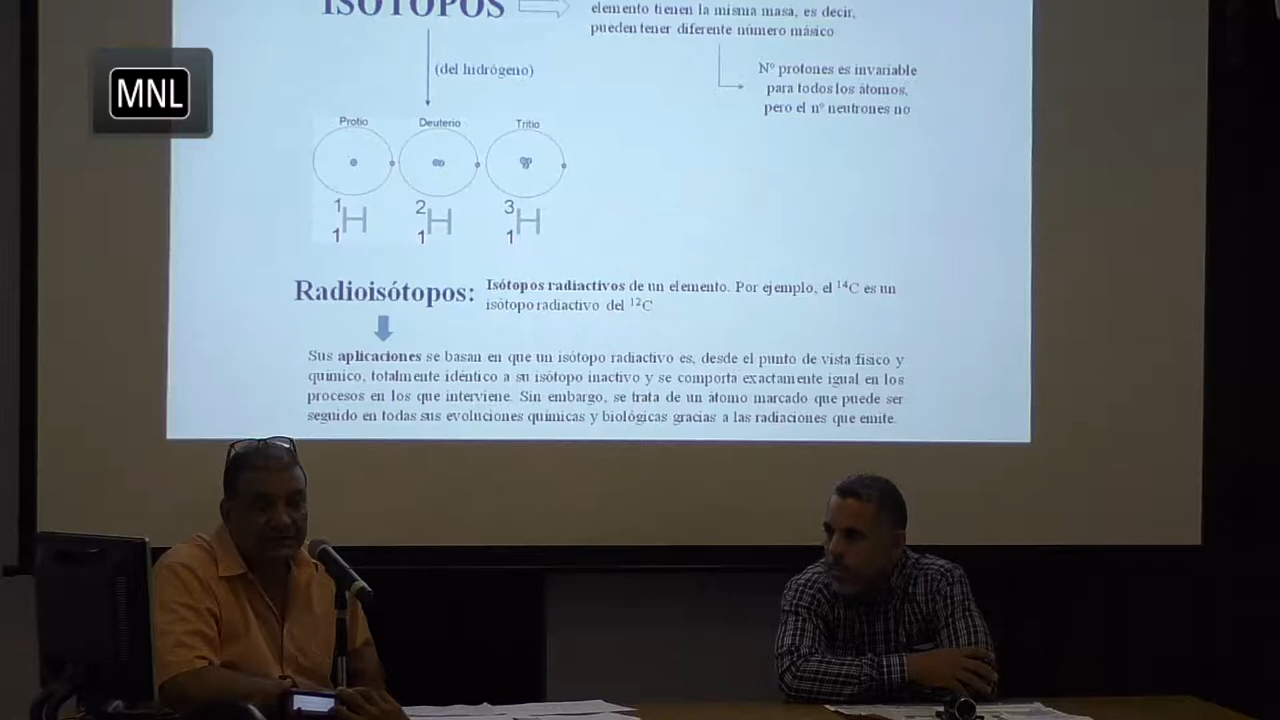 ISÓTOPOS
elemento tienen la misma masa, es decir,
pueden tener diferente número másico
MNL
(del hidrógeno)
Nº protones es invariable
para todos los átomos,
pero el nº neutrones no
Protio Deuterio Tritio
1 1 H 2 1 H 3 1 H
Radioisótopos: Isótopos radiactivos de un elemento. Por ejemplo, el ¹⁴C es un
isótopo radiactivo del ¹²C
Sus aplicaciones se basan en que un isótopo radiactivo es, desde el punto de vista físico y
químico, totalmente idéntico a su isótopo inactivo y se comporta exactamente igual en los
procesos en los que interviene. Sin embargo, se trata de un átomo marcado que puede ser
seguido en todas sus evoluciones químicas y biológicas gracias a las radiaciones que emite.